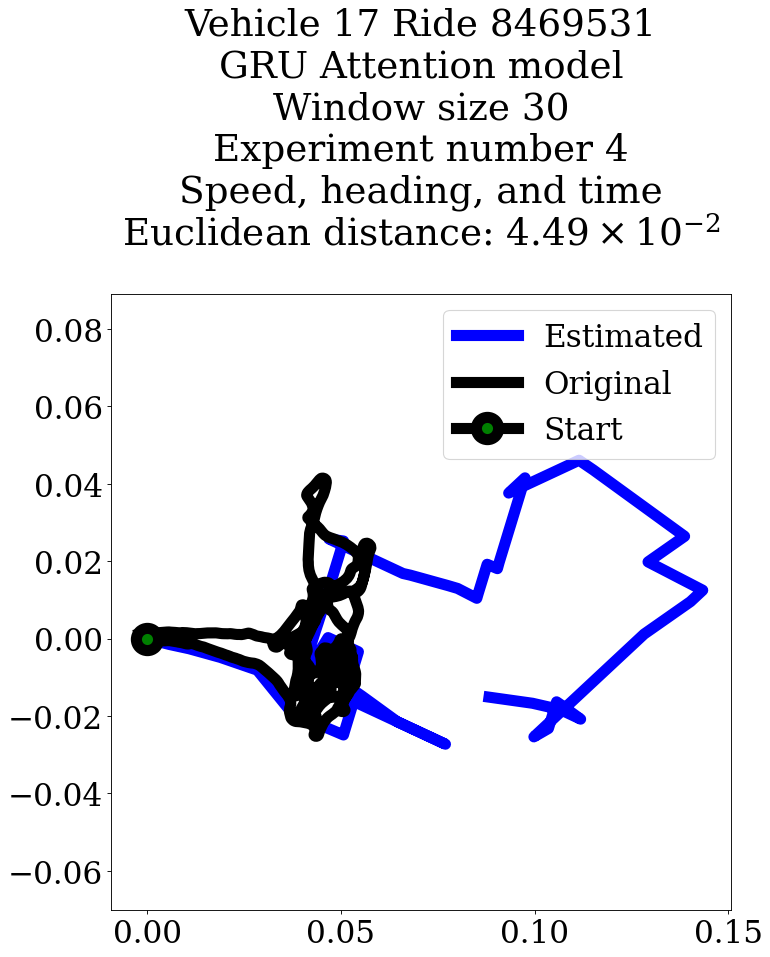 Vehicle 17 Ride 8469531
GRU Attention model
Window size 30
Experiment number 4
Speed, heading, and time
Euclidean distance: 4.49 × 10⁻²
Estimated
Original
Start
0.08
0.06
0.04
0.02
0.00
−0.02
−0.04
−0.06
0.00 0.05 0.10 0.15